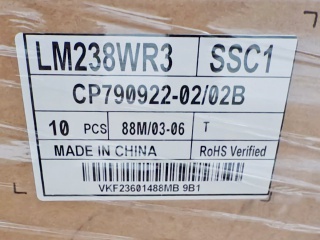 LM238WR3 SSC1
CP790922-02/02B
10 PCS 88M/03-06 T
MADE IN CHINA RoHS Verified
VKF23601488MB 9B1